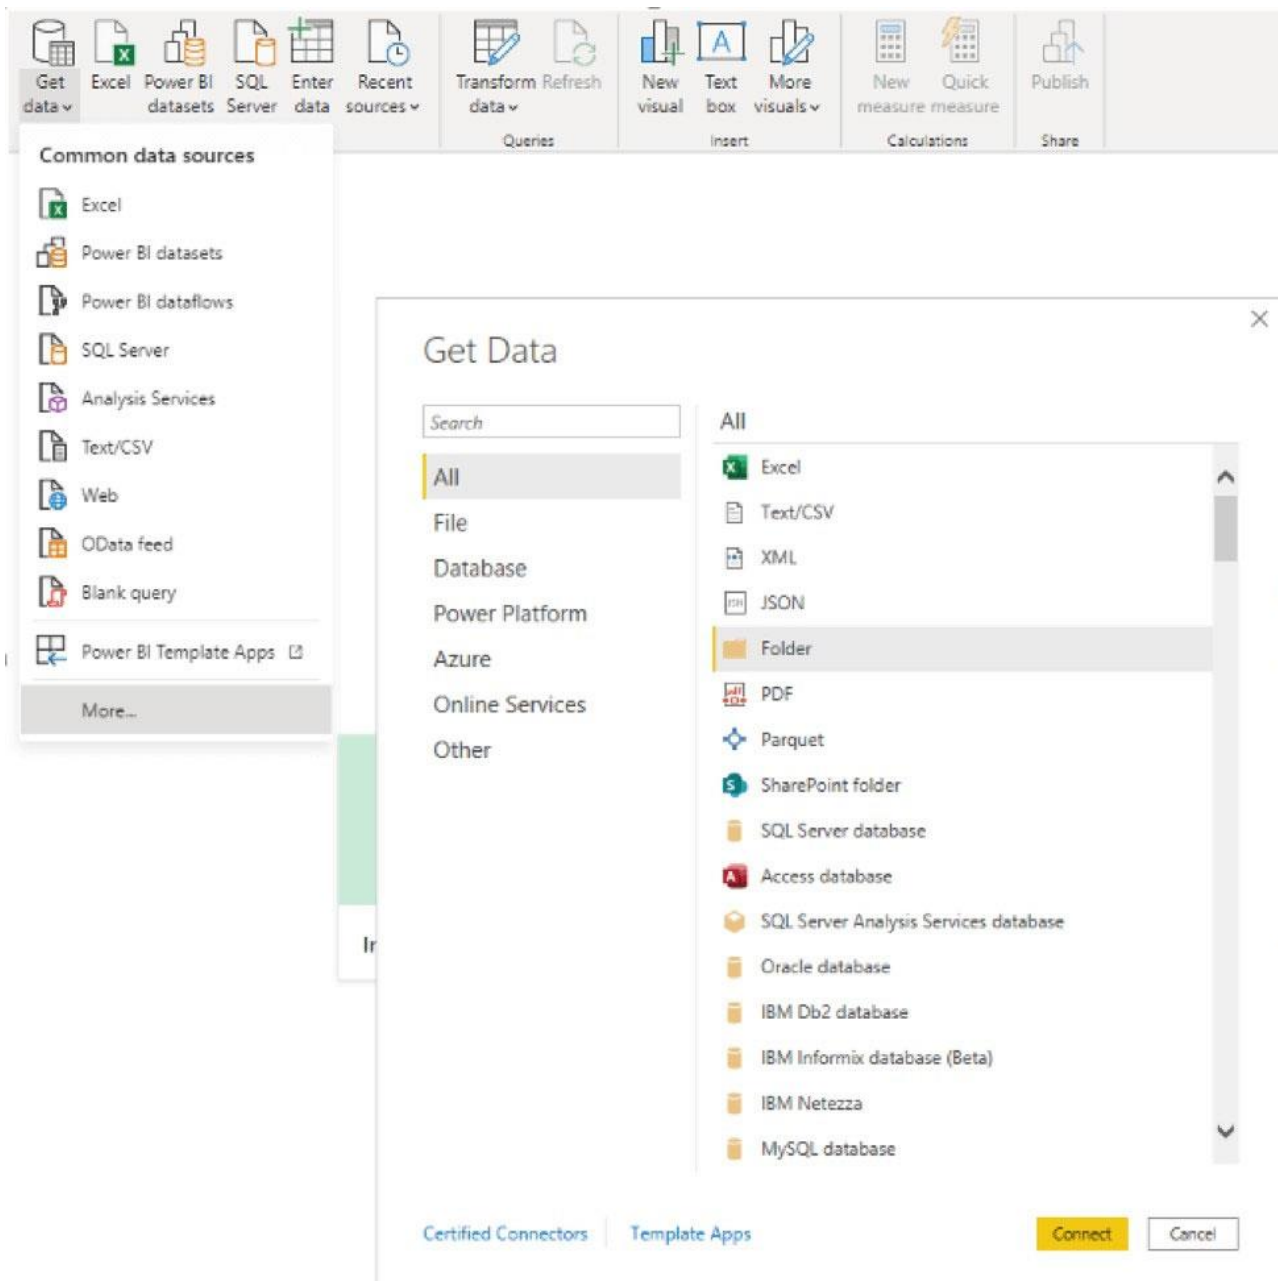 Get data
Excel
Power BI datasets
SQL Server
Enter data
Recent sources
Transform data
Refresh
New visual
Text box
More visuals
New measure
Quick measure
Publish
Queries
Insert
Calculations
Share
Common data sources
Excel
Power BI datasets
Power BI dataflows
SQL Server
Analysis Services
Text/CSV
Web
OData feed
Blank query
Power BI Template Apps
More...
In
Get Data
Search
All
File
Database
Power Platform
Azure
Online Services
Other
All
Excel
Text/CSV
XML
JSON
Folder
PDF
Parquet
SharePoint folder
SQL Server database
Access database
SQL Server Analysis Services database
Oracle database
IBM Db2 database
IBM Informix database (Beta)
IBM Netezza
MySQL database
Certified Connectors
Template Apps
Connect
Cancel